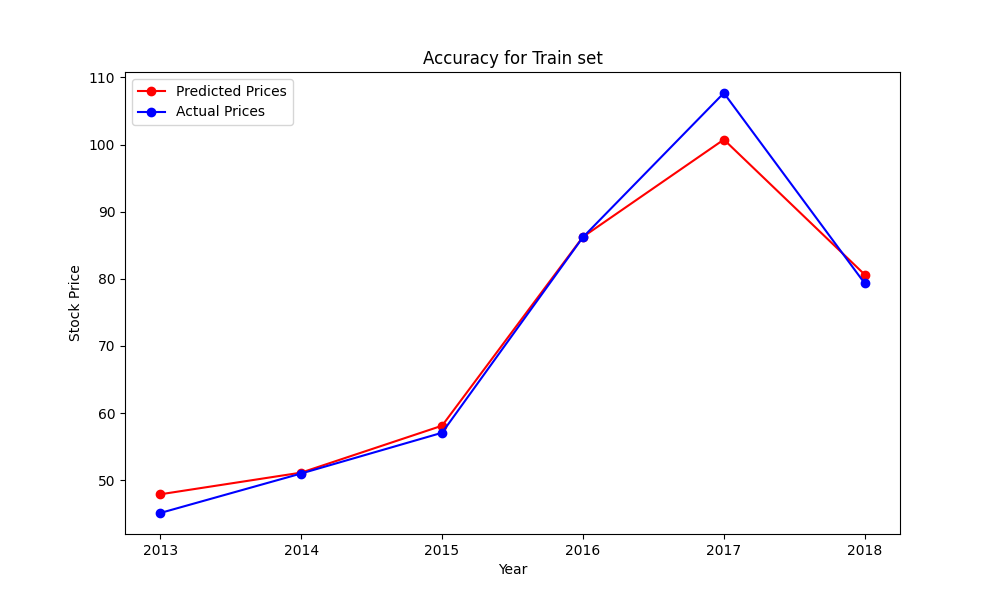 Accuracy for Train set
Predicted Prices
Actual Prices
110
100
90
80
70
60
50
Stock Price
2013 2014 2015 2016 2017 2018
Year